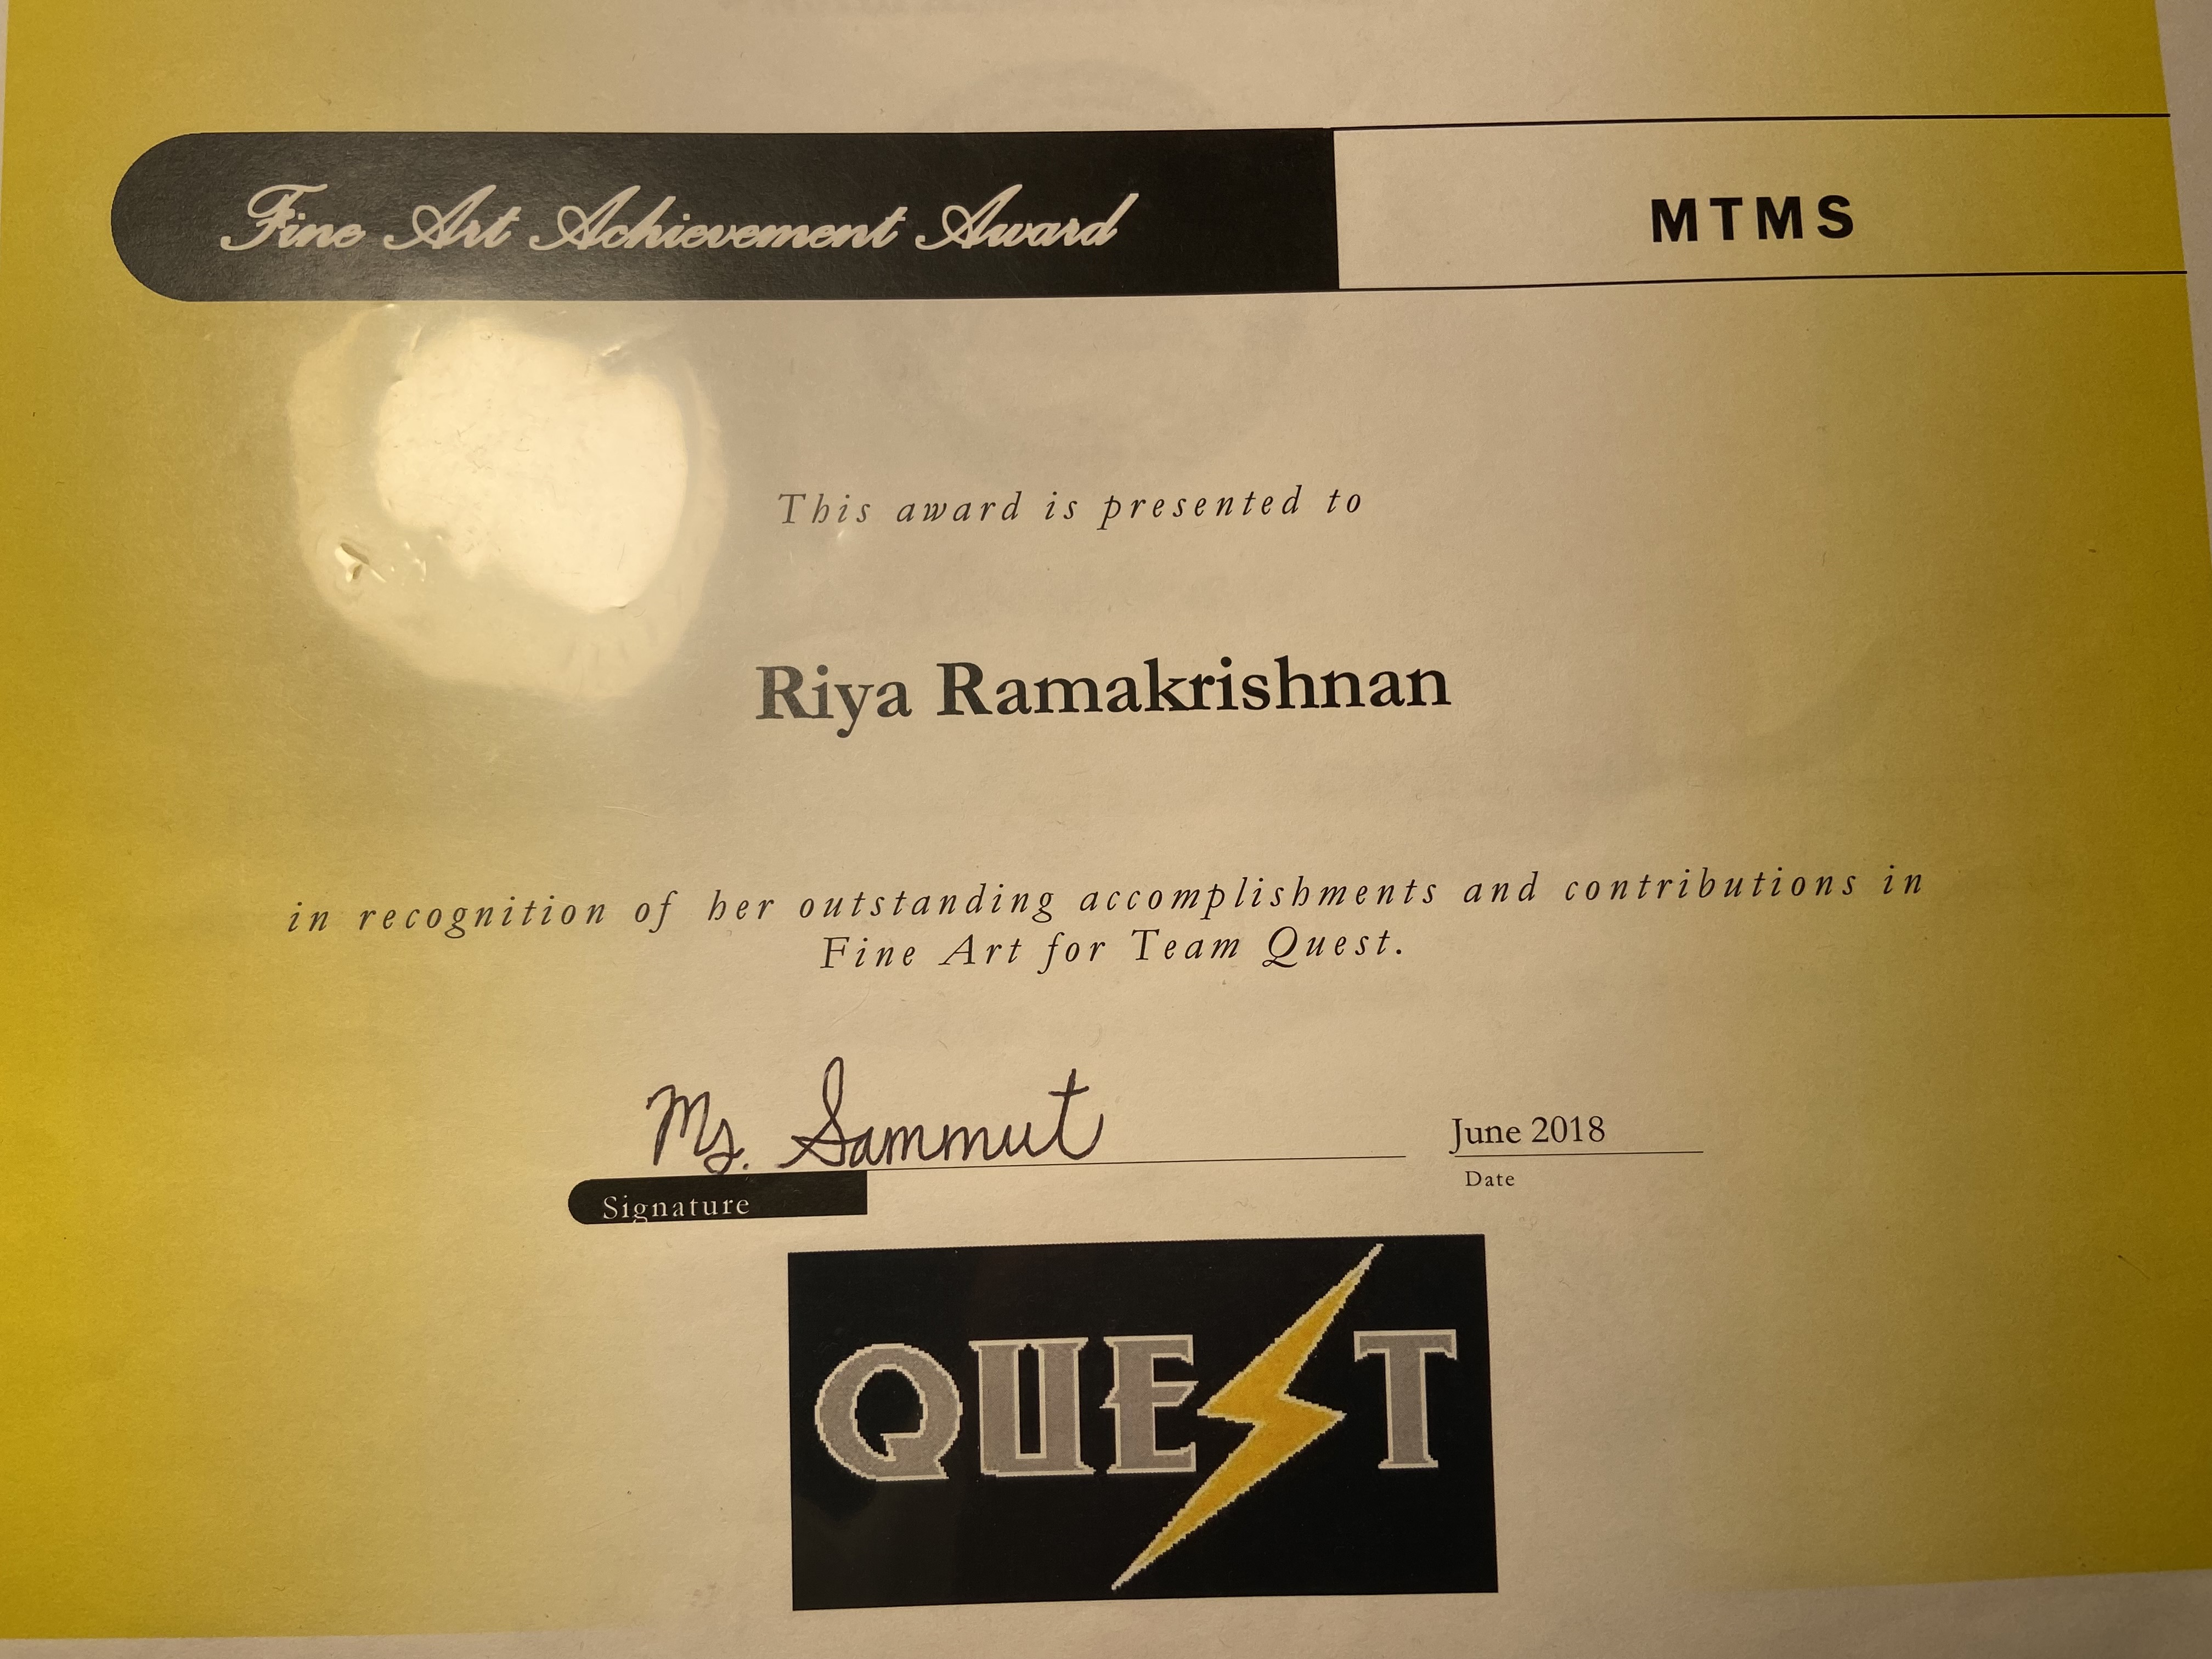 Fine Art Achievement Award
MTMS
This award is presented to
Riya Ramakrishnan
in recognition of her outstanding accomplishments and contributions in
Fine Art for Team Quest.
Ms. Sammut
June 2018
Signature
Date
QUEST